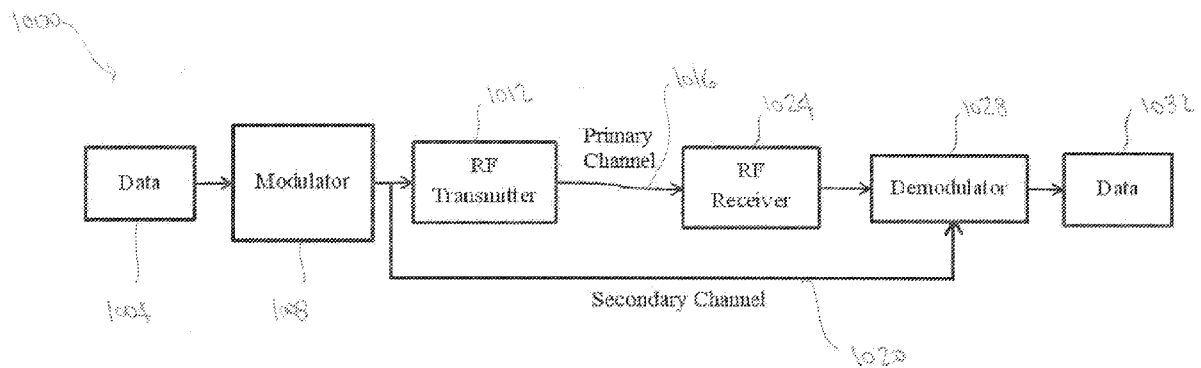 1000
1012
1016
1024
1028
1032
Primary
Channel
Data
Modulator
RF
Transmitter
RF
Receiver
Demodulator
Data
Secondary Channel
1004
1008
1020